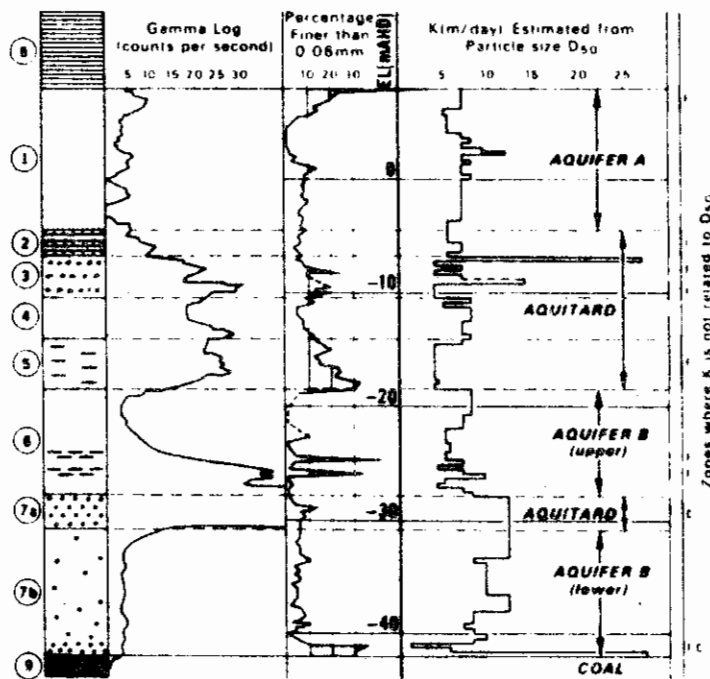 Gamma Log
(counts per second)
5 10 15 20 25 30
Percentage
Finer than
0.06mm
10 20 30
EL(mAHD)
K(m/day) Estimated from
Particle size D50
5 10 15 20 25
8
1
2
3
4
5
6
7a
7b
9
0
-10
-20
-30
-40
AQUIFER A
AQUITARD
AQUIFER B
(upper)
AQUITARD
AQUIFER B
(lower)
COAL
Zones where K is not related to D50